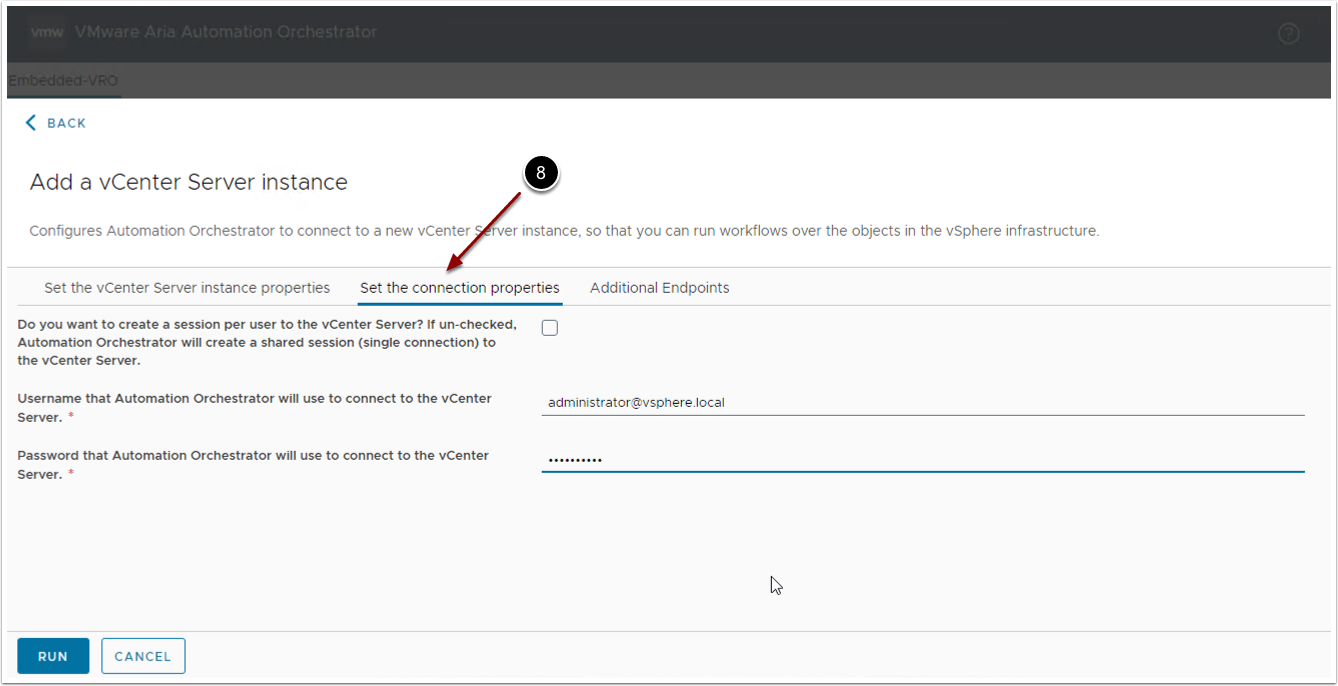 vmw VMware Aria Automation Orchestrator
Embedded-VRO
BACK
8
Add a vCenter Server instance
Configures Automation Orchestrator to connect to a new vCenter Server instance, so that you can run workflows over the objects in the vSphere infrastructure.
Set the vCenter Server instance properties Set the connection properties Additional Endpoints
Do you want to create a session per user to the vCenter Server? If un-checked,
Automation Orchestrator will create a shared session (single connection) to
the vCenter Server.
Username that Automation Orchestrator will use to connect to the vCenter
Server. *
administrator@vsphere.local
Password that Automation Orchestrator will use to connect to the vCenter
Server. *
••••••••••
RUN CANCEL